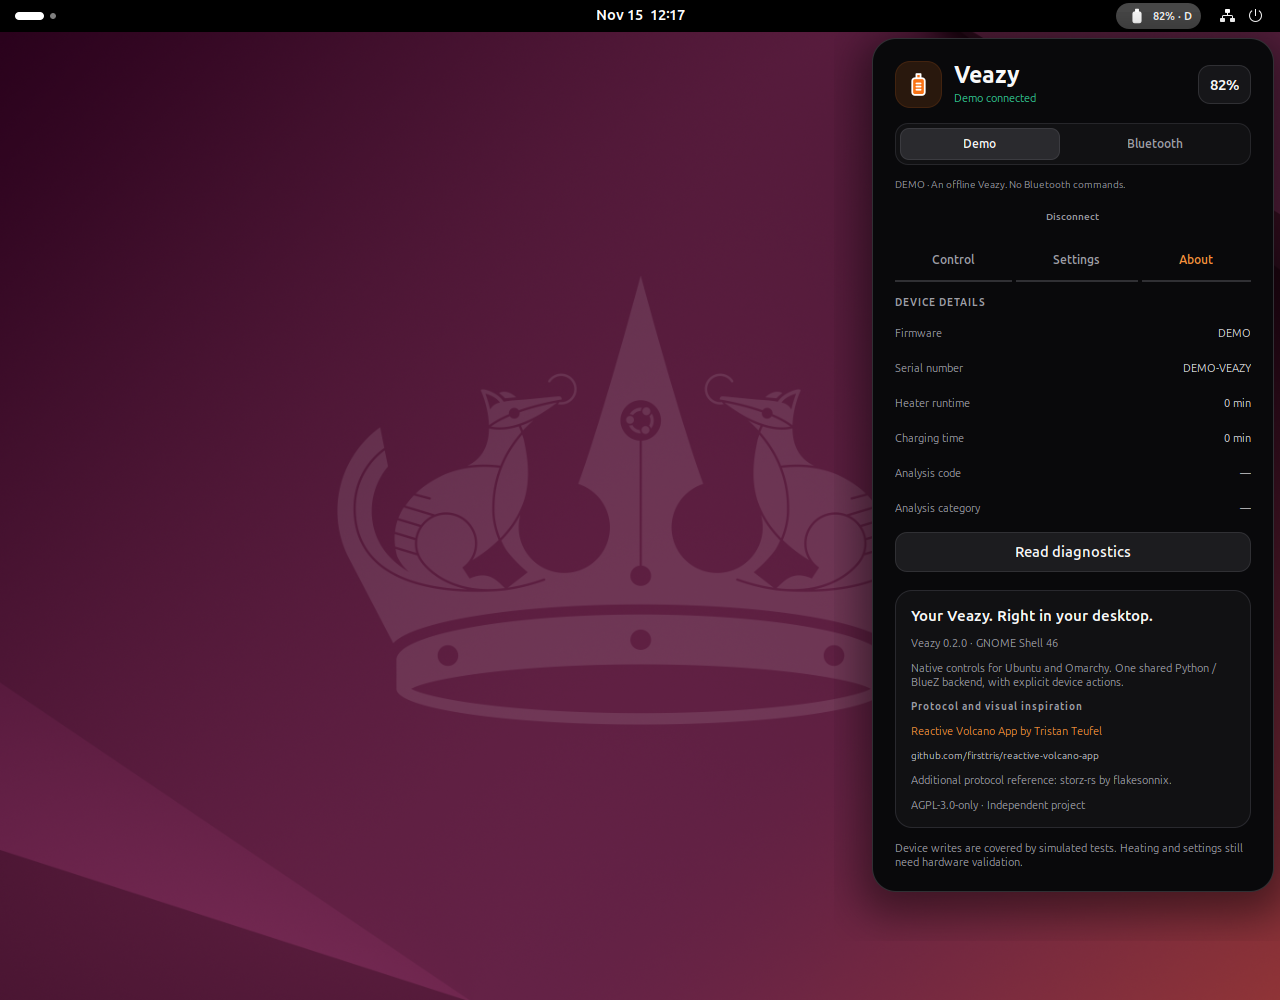 Nov 15 12:17
82% · D
Veazy
Demo connected
82%
Demo
Bluetooth
DEMO · An offline Veazy. No Bluetooth commands.
Disconnect
Control
Settings
About
DEVICE DETAILS
Firmware
DEMO
Serial number
DEMO-VEAZY
Heater runtime
0 min
Charging time
0 min
Analysis code
—
Analysis category
—
Read diagnostics
Your Veazy. Right in your desktop.
Veazy 0.2.0 · GNOME Shell 46
Native controls for Ubuntu and Omarchy. One shared Python /
BlueZ backend, with explicit device actions.
Protocol and visual inspiration
Reactive Volcano App by Tristan Teufel
github.com/firsttris/reactive-volcano-app
Additional protocol reference: storz-rs by flakesonnix.
AGPL-3.0-only · Independent project
Device writes are covered by simulated tests. Heating and settings still
need hardware validation.